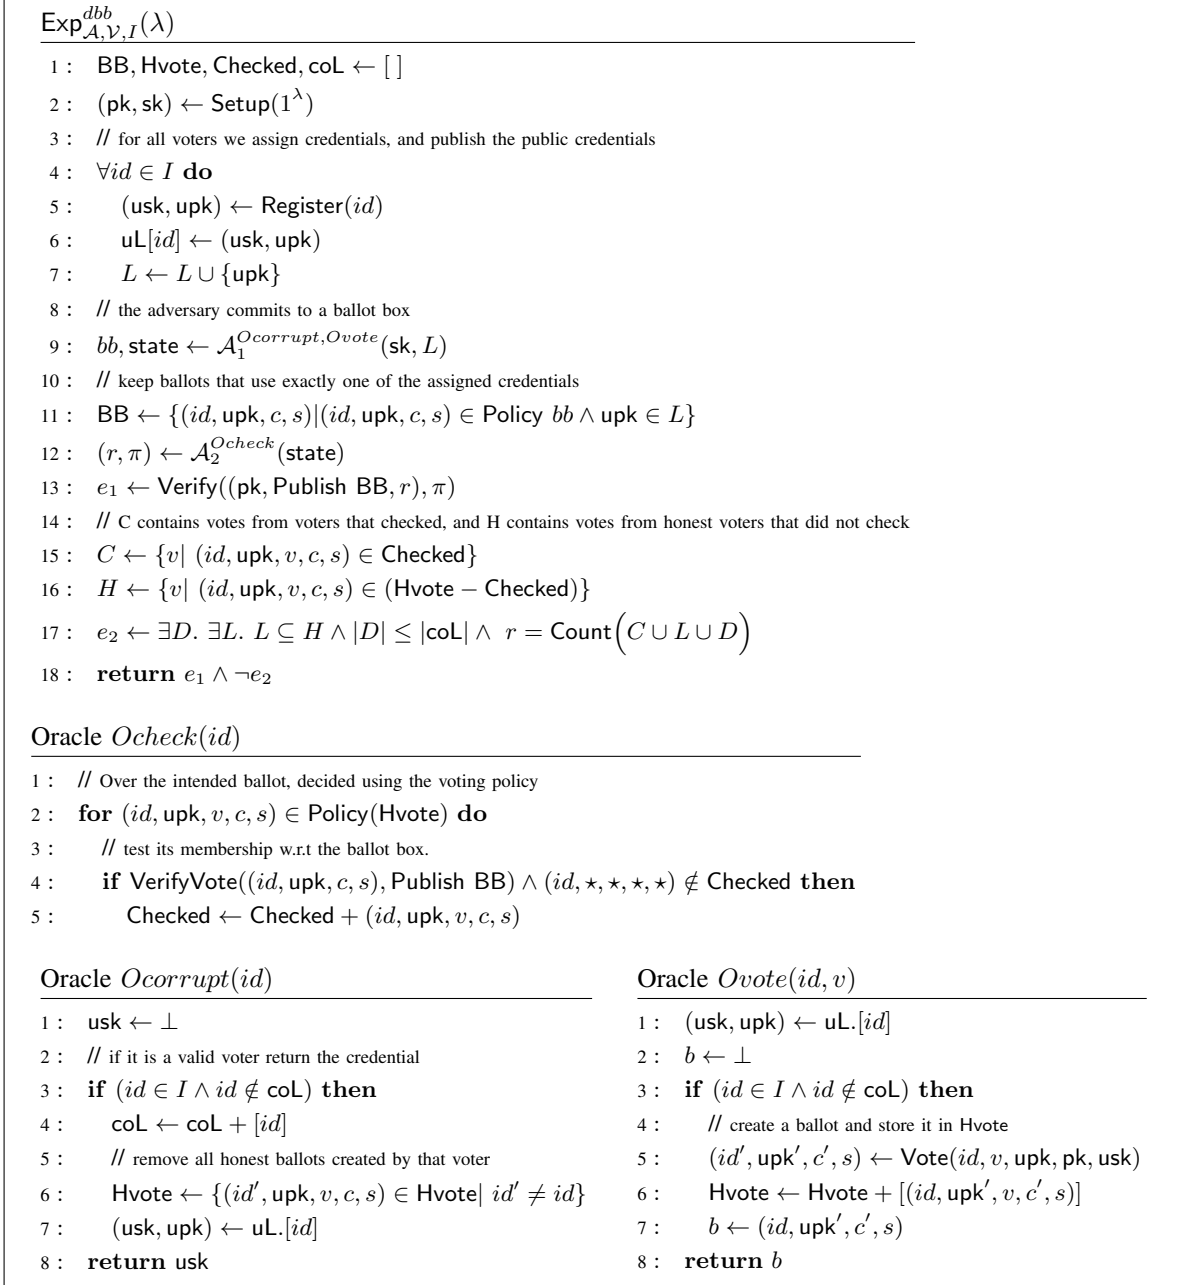 Exp^{dbb}_{𝒜,𝒱,I}(λ)
1 : BB, Hvote, Checked, coL ← [ ]
2 : (pk, sk) ← Setup(1^λ)
3 : // for all voters we assign credentials, and publish the public credentials
4 : ∀id ∈ I do
5 : (usk, upk) ← Register(id)
6 : uL[id] ← (usk, upk)
7 : L ← L ∪ {upk}
8 : // the adversary commits to a ballot box
9 : bb, state ← 𝒜_1^{Ocorrupt,Ovote}(sk, L)
10 : // keep ballots that use exactly one of the assigned credentials
11 : BB ← {(id, upk, c, s)|(id, upk, c, s) ∈ Policy bb ∧ upk ∈ L}
12 : (r, π) ← 𝒜_2^{Ocheck}(state)
13 : e_1 ← Verify((pk, Publish BB, r), π)
14 : // C contains votes from voters that checked, and H contains votes from honest voters that did not check
15 : C ← {v| (id, upk, v, c, s) ∈ Checked}
16 : H ← {v| (id, upk, v, c, s) ∈ (Hvote − Checked)}
17 : e_2 ← ∃D. ∃L. L ⊆ H ∧ |D| ≤ |coL| ∧ r = Count(C ∪ L ∪ D)
18 : return e_1 ∧ ¬e_2
Oracle Ocheck(id)
1 : // Over the intended ballot, decided using the voting policy
2 : for (id, upk, v, c, s) ∈ Policy(Hvote) do
3 : // test its membership w.r.t the ballot box.
4 : if VerifyVote((id, upk, c, s), Publish BB) ∧ (id, ⋆, ⋆, ⋆, ⋆) ∉ Checked then
5 : Checked ← Checked + (id, upk, v, c, s)
Oracle Ocorrupt(id)
1 : usk ← ⊥
2 : // if it is a valid voter return the credential
3 : if (id ∈ I ∧ id ∉ coL) then
4 : coL ← coL + [id]
5 : // remove all honest ballots created by that voter
6 : Hvote ← {(id′, upk, v, c, s) ∈ Hvote| id′ ≠ id}
7 : (usk, upk) ← uL.[id]
8 : return usk
Oracle Ovote(id, v)
1 : (usk, upk) ← uL.[id]
2 : b ← ⊥
3 : if (id ∈ I ∧ id ∉ coL) then
4 : // create a ballot and store it in Hvote
5 : (id′, upk′, c′, s) ← Vote(id, v, upk, pk, usk)
6 : Hvote ← Hvote + [(id, upk′, v, c′, s)]
7 : b ← (id, upk′, c′, s)
8 : return b